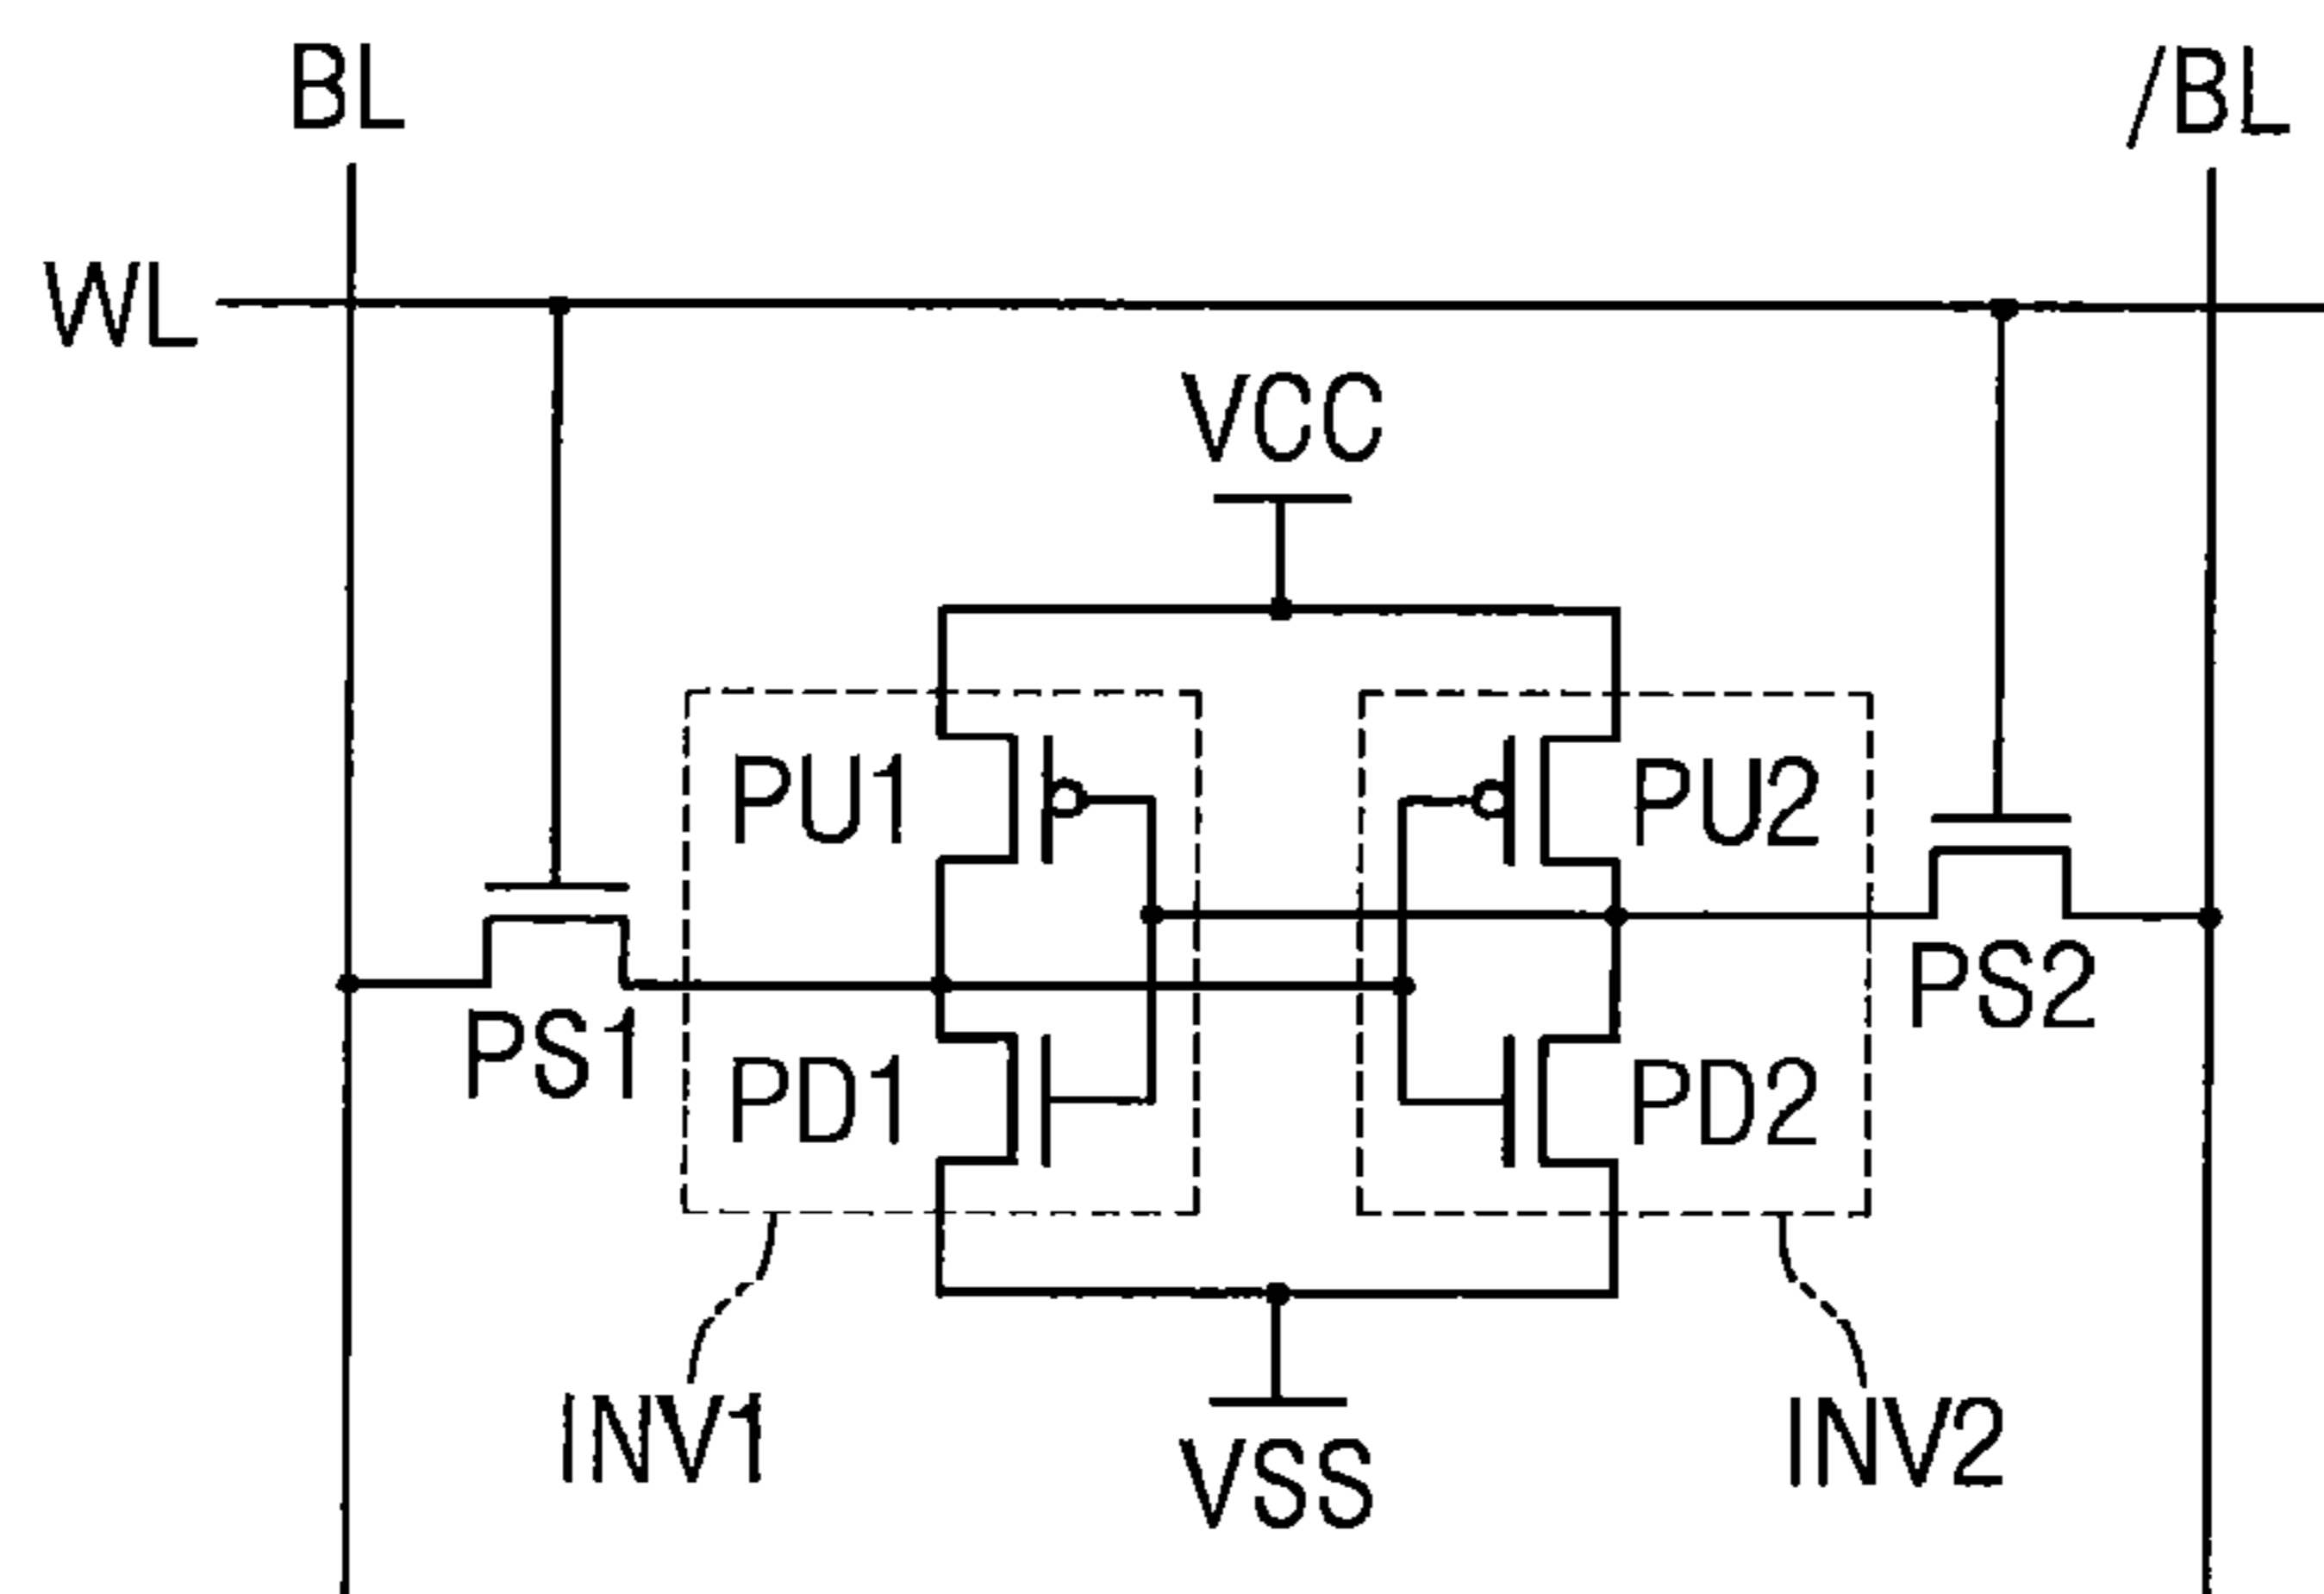 BL
/BL
WL
VCC
PU1
PU2
PS1
PS2
PD1
PD2
INV1
INV2
VSS